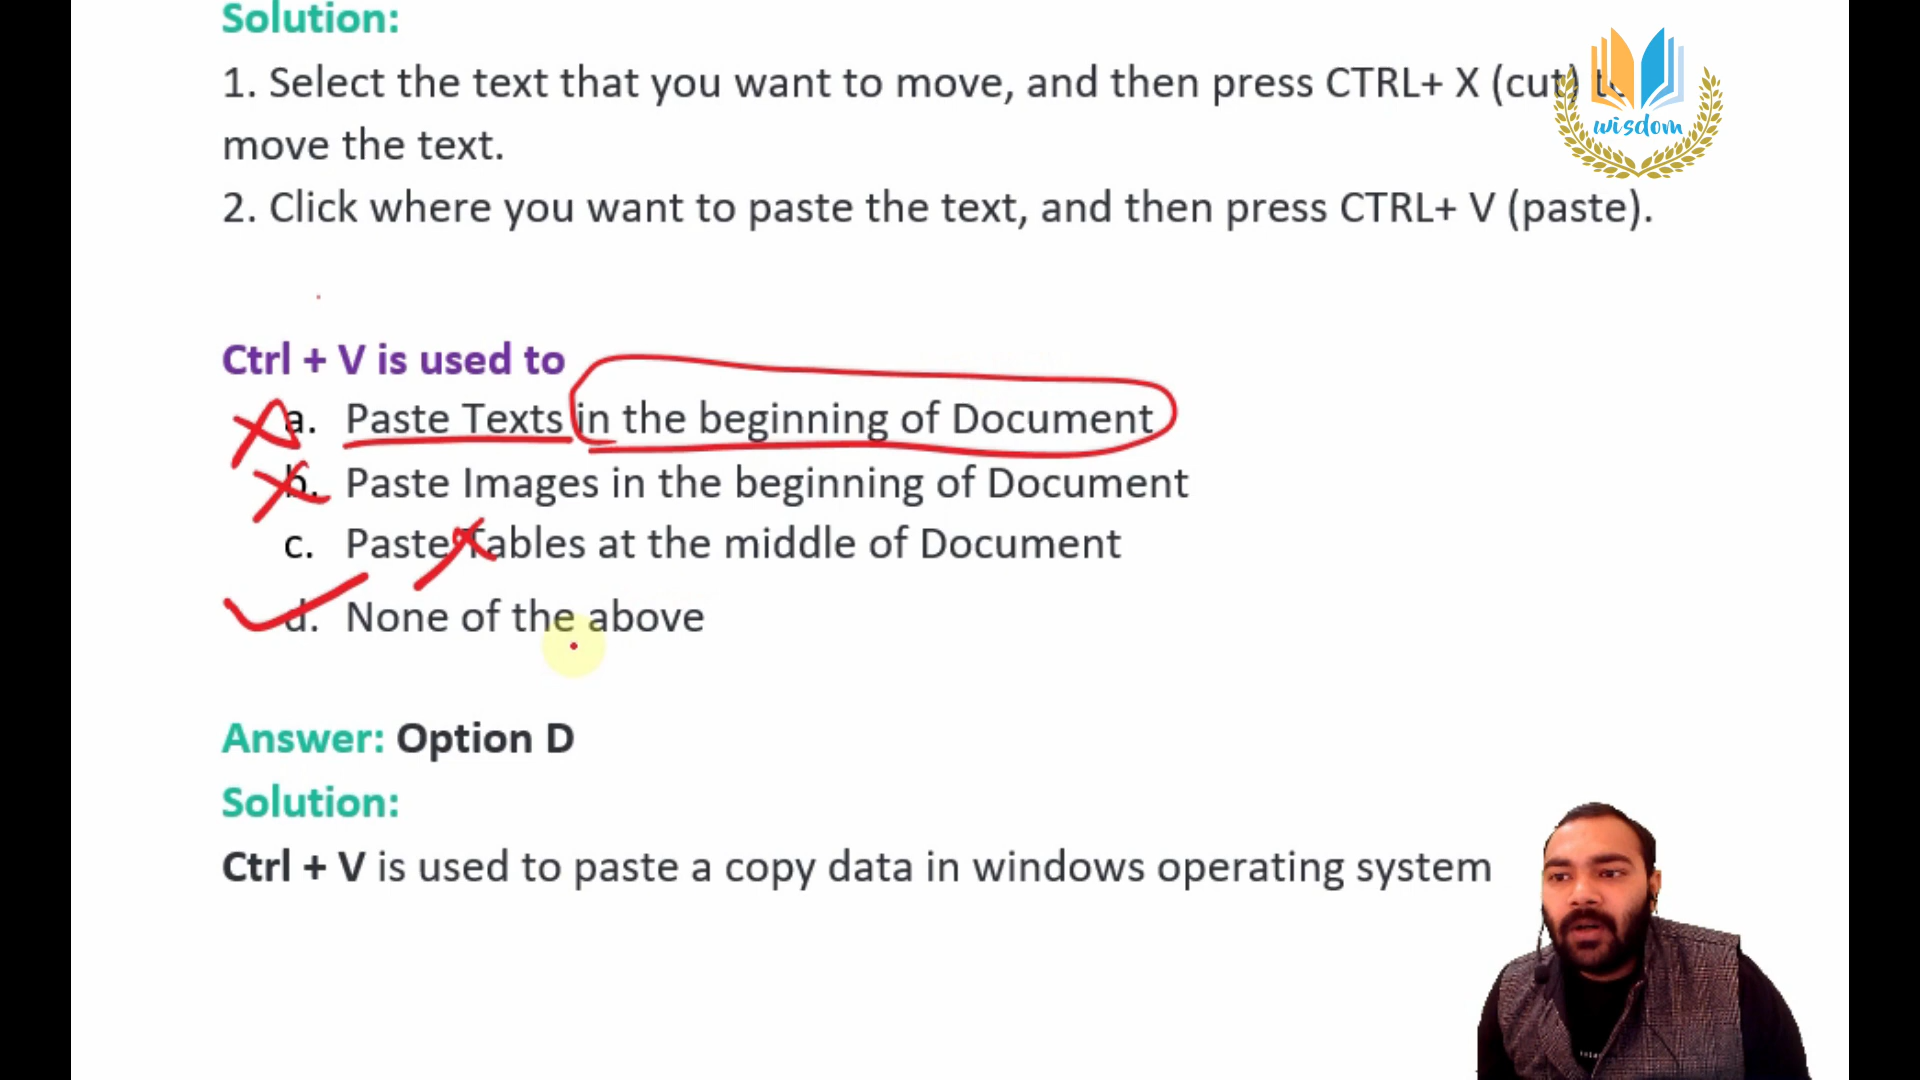 Solution:
1. Select the text that you want to move, and then press CTRL+ X (cut) to
wisdom
move the text.
2. Click where you want to paste the text, and then press CTRL+ V (paste).
Ctrl + V is used to
a. Paste Texts in the beginning of Document
b. Paste Images in the beginning of Document
c. Paste Tables at the middle of Document
d. None of the above
Answer: Option D
Solution:
Ctrl + V is used to paste a copy data in windows operating system